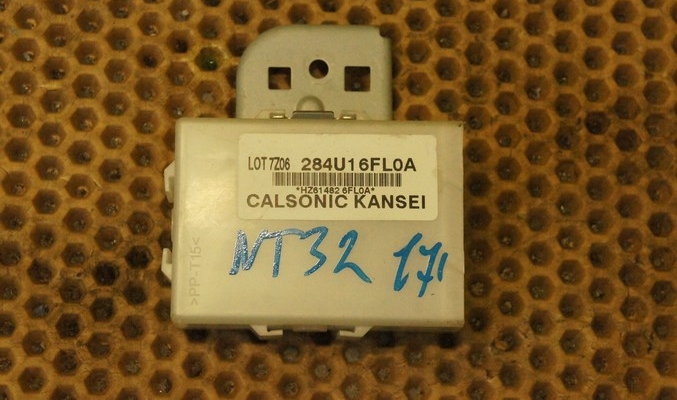 LOT 7Z06 284U16FL0A
*HZ61482 6FL0A*
CALSONIC KANSEI
NT32 171
>PP-T15<